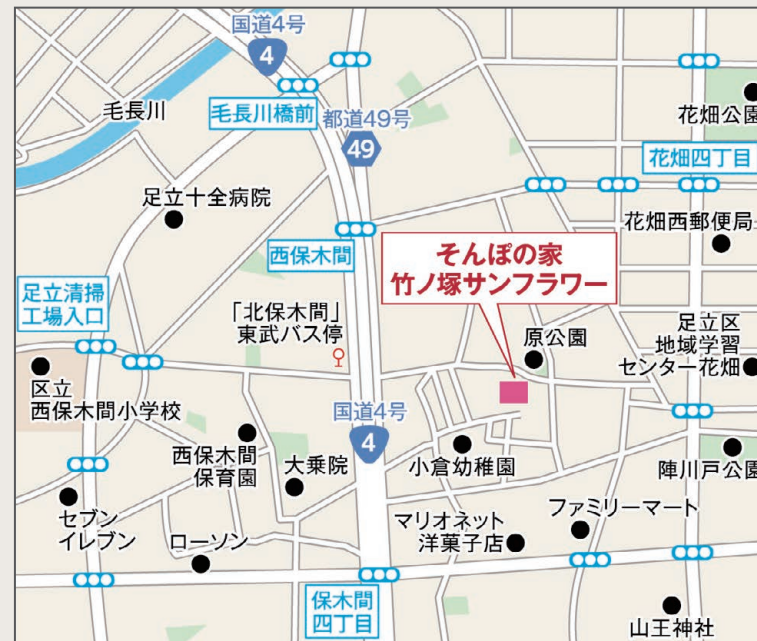 国道4号
4
毛長川
毛長川橋前
都道49号
49
花畑公園
花畑四丁目
足立十全病院
西保木間
花畑西郵便局
そんぽの家
竹ノ塚サンフラワー
足立清掃
工場入口
「北保木間」
東武バス停
原公園
足立区
地域学習
センター花畑
区立
西保木間小学校
国道4号
4
西保木間
保育園
大乗院
小倉幼稚園
陣川戸公園
セブン
イレブン
ローソン
マリオネット
洋菓子店
ファミリーマート
保木間
四丁目
山王神社